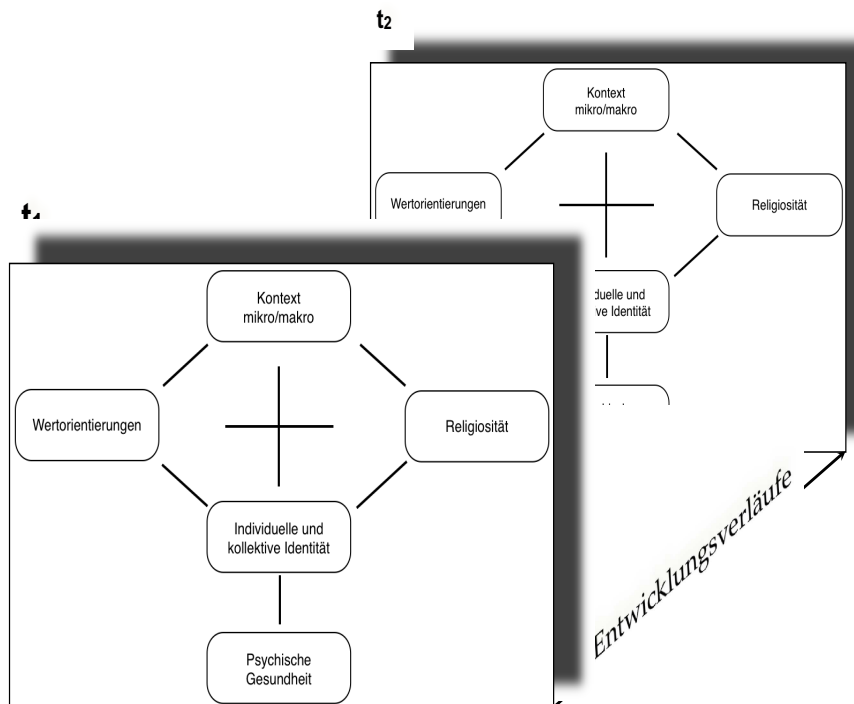 t2
Kontext
mikro/makro
Wertorientierungen
Religiosität
duelle und
ve Identität
t1
Kontext
mikro/makro
Wertorientierungen
Religiosität
Individuelle und
kollektive Identität
Psychische
Gesundheit
Entwicklungsverläufe